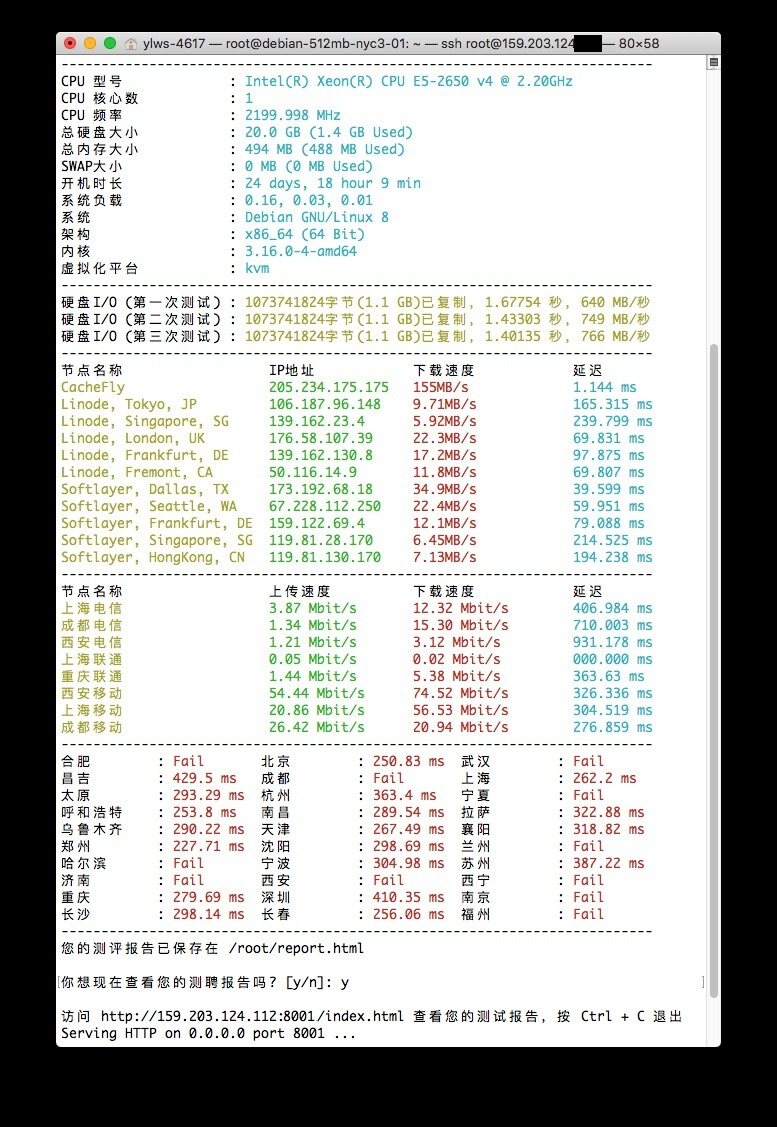 ylws-4617 — root@debian-512mb-nyc3-01: ~ — ssh root@159.203.124 — 80×58
--------------------------------------------------------------------------
CPU 型号 : Intel(R) Xeon(R) CPU E5-2650 v4 @ 2.20GHz
CPU 核心数 : 1
CPU 频率 : 2199.998 MHz
总硬盘大小 : 20.0 GB (1.4 GB Used)
总内存大小 : 494 MB (488 MB Used)
SWAP大小 : 0 MB (0 MB Used)
开机时长 : 24 days, 18 hour 9 min
系统负载 : 0.16, 0.03, 0.01
系统 : Debian GNU/Linux 8
架构 : x86_64 (64 Bit)
内核 : 3.16.0-4-amd64
虚拟化平台 : kvm
--------------------------------------------------------------------------
硬盘I/O (第一次测试) : 1073741824字节(1.1 GB)已复制, 1.67754 秒, 640 MB/秒
硬盘I/O (第二次测试) : 1073741824字节(1.1 GB)已复制, 1.43303 秒, 749 MB/秒
硬盘I/O (第三次测试) : 1073741824字节(1.1 GB)已复制, 1.40135 秒, 766 MB/秒
--------------------------------------------------------------------------
节点名称 IP地址 下载速度 延迟
CacheFly 205.234.175.175 155MB/s 1.144 ms
Linode, Tokyo, JP 106.187.96.148 9.71MB/s 165.315 ms
Linode, Singapore, SG 139.162.23.4 5.92MB/s 239.799 ms
Linode, London, UK 176.58.107.39 22.3MB/s 69.831 ms
Linode, Frankfurt, DE 139.162.130.8 17.2MB/s 97.875 ms
Linode, Fremont, CA 50.116.14.9 11.8MB/s 69.807 ms
Softlayer, Dallas, TX 173.192.68.18 34.9MB/s 39.599 ms
Softlayer, Seattle, WA 67.228.112.250 22.4MB/s 59.951 ms
Softlayer, Frankfurt, DE 159.122.69.4 12.1MB/s 79.088 ms
Softlayer, Singapore, SG 119.81.28.170 6.45MB/s 214.525 ms
Softlayer, HongKong, CN 119.81.130.170 7.13MB/s 194.238 ms
--------------------------------------------------------------------------
节点名称 上传速度 下载速度 延迟
上海电信 3.87 Mbit/s 12.32 Mbit/s 406.984 ms
成都电信 1.34 Mbit/s 15.30 Mbit/s 710.003 ms
西安电信 1.21 Mbit/s 3.12 Mbit/s 931.178 ms
上海联通 0.05 Mbit/s 0.02 Mbit/s 000.000 ms
重庆联通 1.44 Mbit/s 5.38 Mbit/s 363.63 ms
西安移动 54.44 Mbit/s 74.52 Mbit/s 326.336 ms
上海移动 20.86 Mbit/s 56.53 Mbit/s 304.519 ms
成都移动 26.42 Mbit/s 20.94 Mbit/s 276.859 ms
--------------------------------------------------------------------------
合肥 : Fail 北京 : 250.83 ms 武汉 : Fail
昌吉 : 429.5 ms 成都 : Fail 上海 : 262.2 ms
太原 : 293.29 ms 杭州 : 363.4 ms 宁夏 : Fail
呼和浩特 : 253.8 ms 南昌 : 289.54 ms 拉萨 : 322.88 ms
乌鲁木齐 : 290.22 ms 天津 : 267.49 ms 襄阳 : 318.82 ms
郑州 : 227.71 ms 沈阳 : 298.69 ms 兰州 : Fail
哈尔滨 : Fail 宁波 : 304.98 ms 苏州 : 387.22 ms
济南 : Fail 西安 : Fail 西宁 : Fail
重庆 : 279.69 ms 深圳 : 410.35 ms 南京 : Fail
长沙 : 298.14 ms 长春 : 256.06 ms 福州 : Fail
--------------------------------------------------------------------------
您的测评报告已保存在 /root/report.html
[你想现在查看您的测聘报告吗? [y/n]: y ]
访问 http://159.203.124.112:8001/index.html 查看您的测试报告, 按 Ctrl + C 退出
Serving HTTP on 0.0.0.0 port 8001 ...